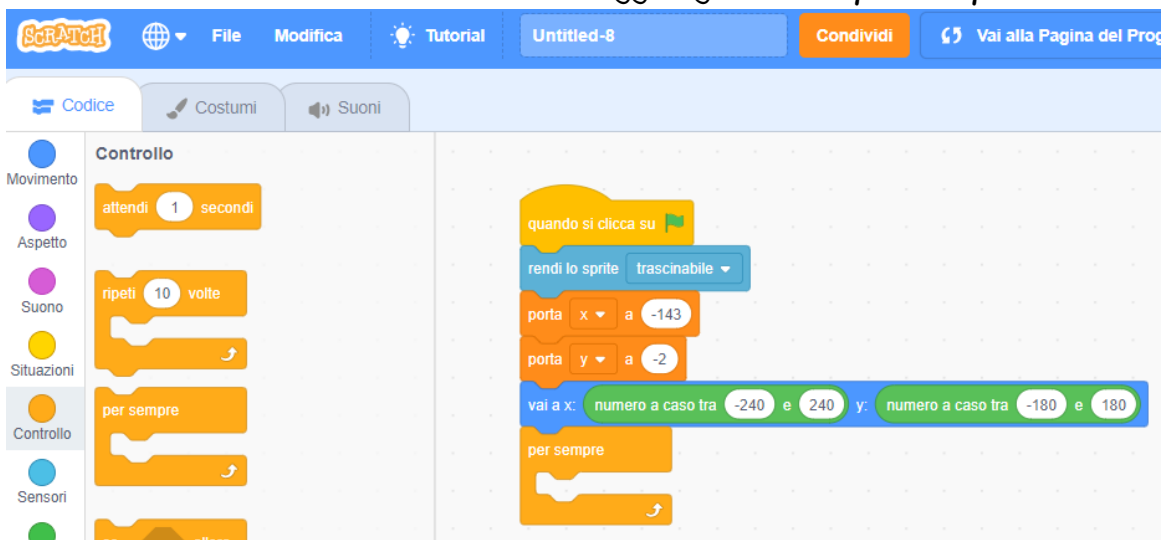 SCRATCH File Modifica Tutorial Untitled-8 Condividi Vai alla Pagina del Prog
Codice Costumi Suoni
Movimento
Aspetto
Suono
Situazioni
Controllo
Sensori
Controllo
attendi 1 secondi
ripeti 10 volte
per sempre
quando si clicca su
rendi lo sprite trascinabile
porta x a -143
porta y a -2
vai a x: numero a caso tra -240 e 240 y: numero a caso tra -180 e 180
per sempre